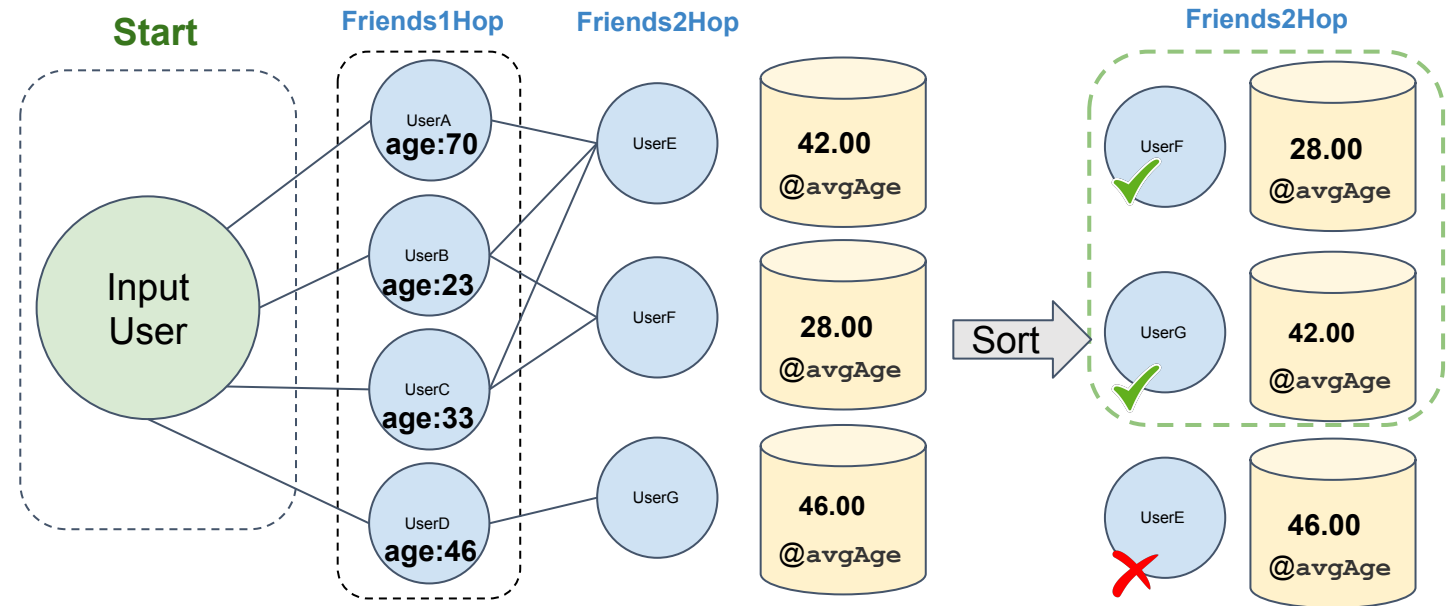 Start
Friends1Hop
Friends2Hop
Friends2Hop
Input
User
UserA
age:70
UserB
age:23
UserC
age:33
UserD
age:46
UserE
UserF
UserG
42.00
@avgAge
28.00
@avgAge
46.00
@avgAge
Sort
UserF
28.00
@avgAge
UserG
42.00
@avgAge
UserE
46.00
@avgAge